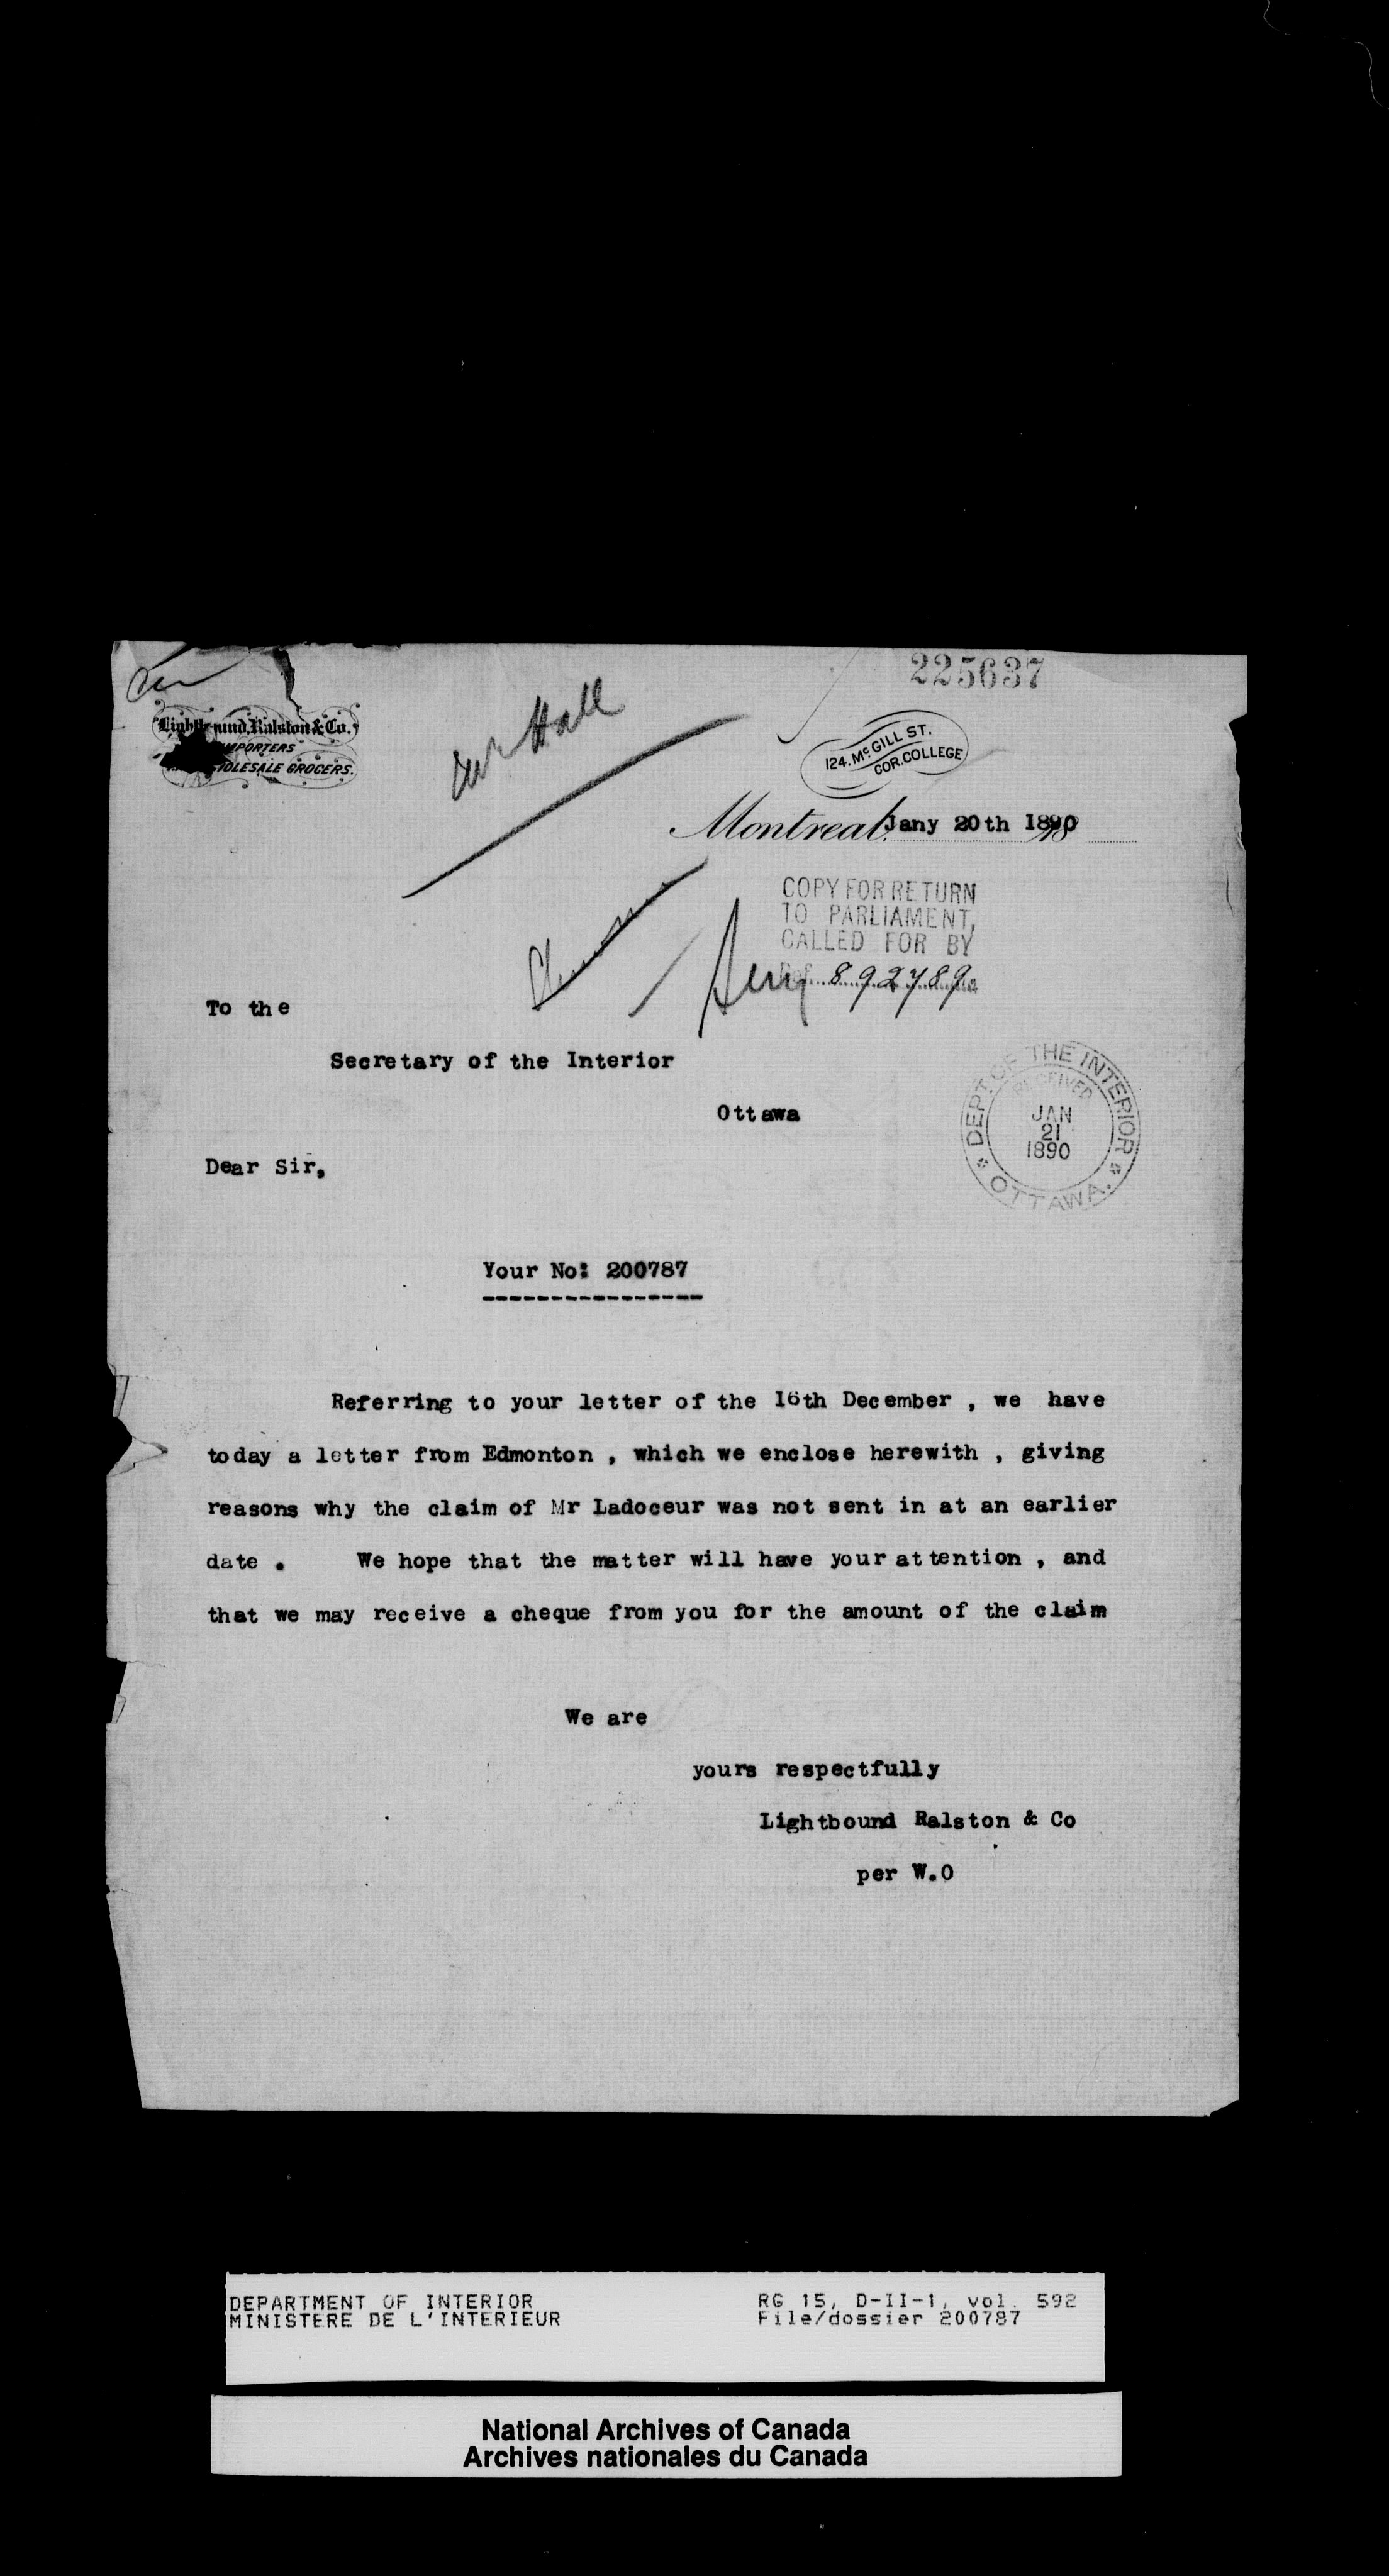 225637
Lightbound, Ralston & Co.
IMPORTERS
WHOLESALE GROCERS.
Mr Hall
124. McGILL ST.
COR. COLLEGE
Montreal, Jany 20th 1890
COPY FOR RETURN
TO PARLIAMENT,
CALLED FOR BY
Ref. 892789
To the
Secretary of the Interior
Ottawa
DEPT. OF THE INTERIOR
RECEIVED
JAN
21
1890
OTTAWA.
Dear Sir,
Your No: 200787
----------------
Referring to your letter of the 16th December , we have
today a letter from Edmonton , which we enclose herewith , giving
reasons why the claim of Mr Ladoceur was not sent in at an earlier
date . We hope that the matter will have your attention , and
that we may receive a cheque from you for the amount of the claim
We are
yours respectfully
Lightbound Ralston & Co
per W.O
DEPARTMENT OF INTERIOR RG 15, D-II-1, vol. 592
MINISTERE DE L'INTERIEUR File/dossier 200787
National Archives of Canada
Archives nationales du Canada